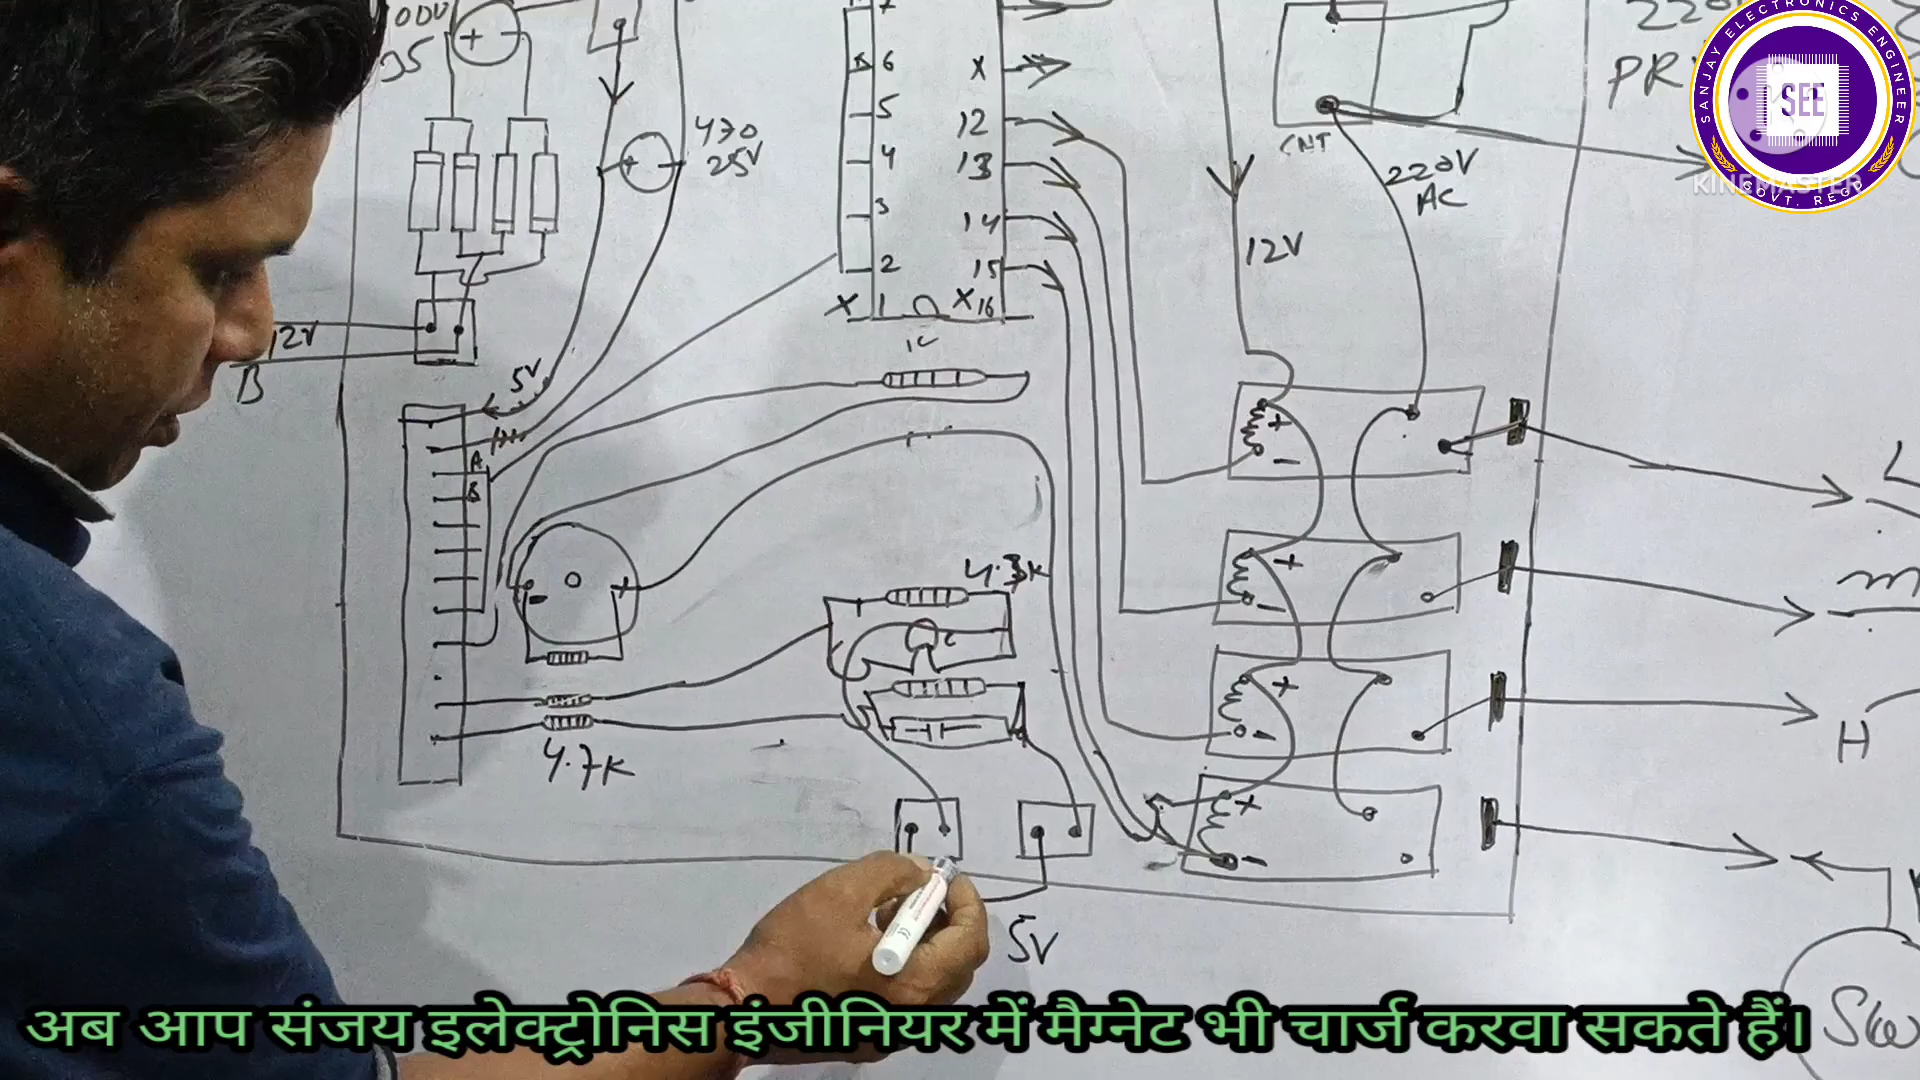 470
25V
7
6
5
4
3
2
X 1
X
12
13
14
15
X16
IC
CNT
220V
AC
12V
220
PR
SANJAY ELECTRONICS ENGINEER
SEE
GOVT. REGD
KINEMASTER
12V
B
5V
A
B
+
-
+
-
+
-
+
-
4.7K
C
5V
L
m
H
अब आप संजय इलेक्ट्रोनिस इंजीनियर में मैग्नेट भी चार्ज करवा सकते हैं।